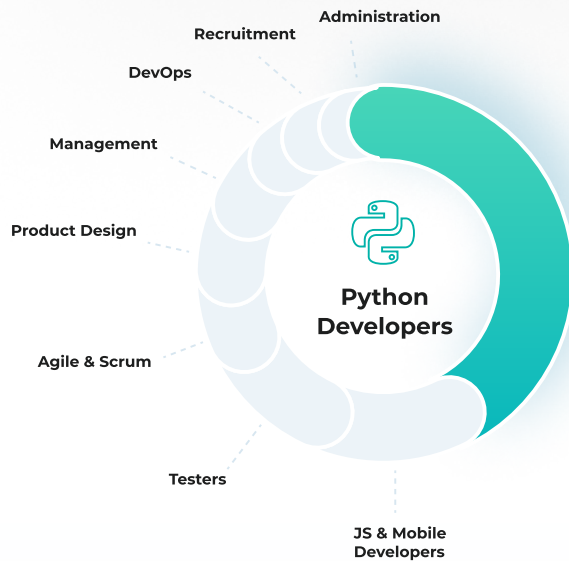 Administration
Recruitment
DevOps
Management
Product Design
Python
Developers
Agile & Scrum
Testers
JS & Mobile
Developers